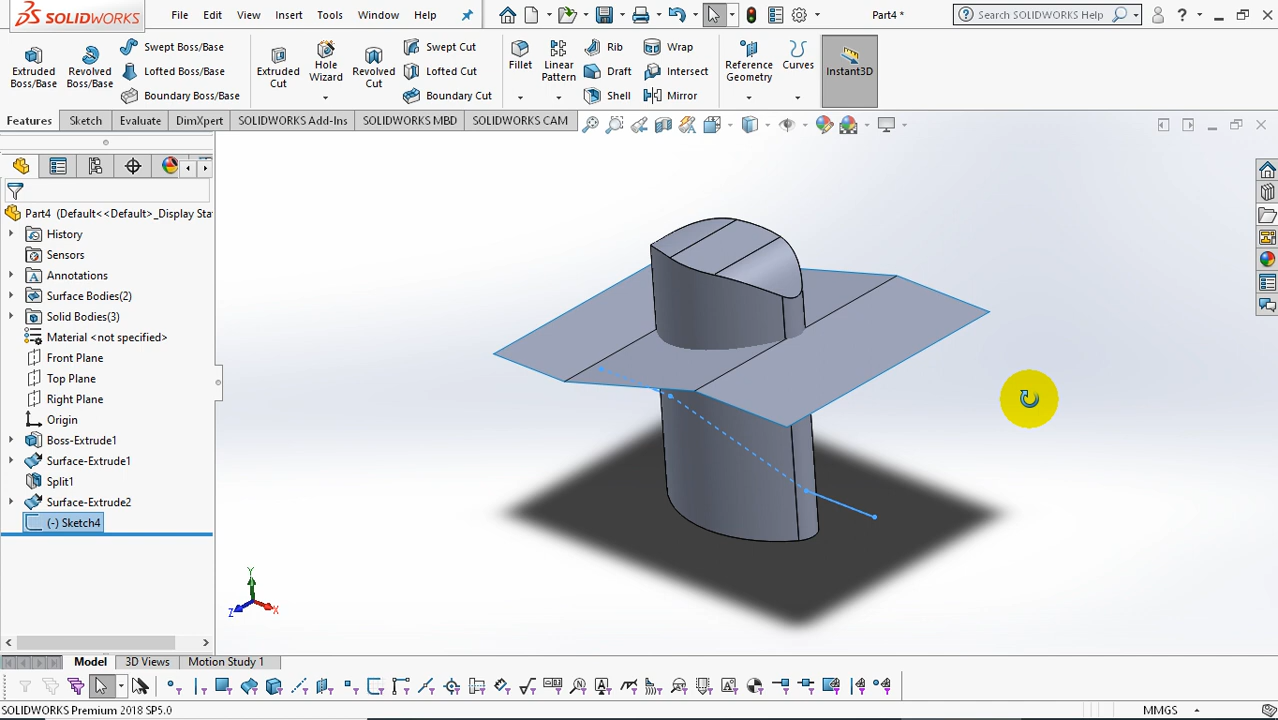 SOLIDWORKS File Edit View Insert Tools Window Help Part4 * Search SOLIDWORKS Help ?
Extruded Boss/Base
Revolved Boss/Base
Swept Boss/Base
Lofted Boss/Base
Boundary Boss/Base
Extruded Cut
Hole Wizard
Revolved Cut
Swept Cut
Lofted Cut
Boundary Cut
Fillet
Linear Pattern
Rib
Draft
Shell
Wrap
Intersect
Mirror
Reference Geometry
Curves
Instant3D
Features Sketch Evaluate DimXpert SOLIDWORKS Add-Ins SOLIDWORKS MBD SOLIDWORKS CAM
Part4 (Default<<Default>_Display Sta
History
Sensors
Annotations
Surface Bodies(2)
Solid Bodies(3)
Material <not specified>
Front Plane
Top Plane
Right Plane
Origin
Boss-Extrude1
Surface-Extrude1
Split1
Surface-Extrude2
(-) Sketch4
Y
Z X
Model 3D Views Motion Study 1
SOLIDWORKS Premium 2018 SP5.0 MMGS